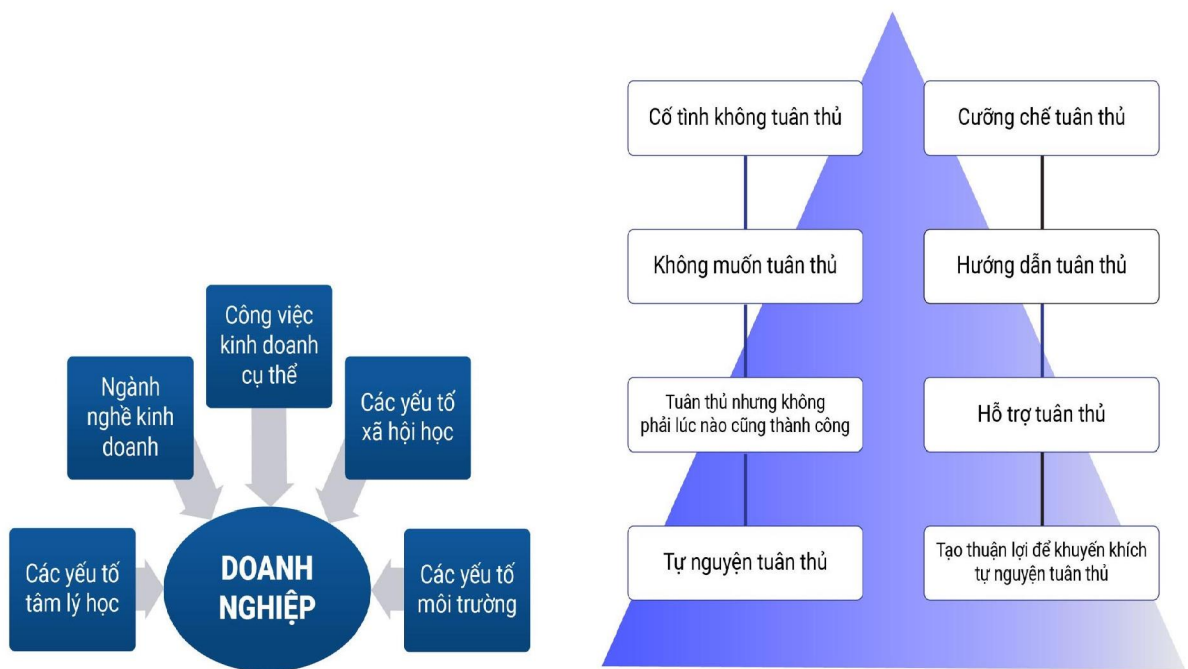 Công việc
kinh doanh
cụ thể
Ngành
nghề kinh
doanh
Các yếu tố
xã hội học
Các yếu tố
tâm lý học
DOANH
NGHIỆP
Các yếu tố
môi trường
Cố tình không tuân thủ
Cưỡng chế tuân thủ
Không muốn tuân thủ
Hướng dẫn tuân thủ
Tuân thủ nhưng không
phải lúc nào cũng thành công
Hỗ trợ tuân thủ
Tự nguyện tuân thủ
Tạo thuận lợi để khuyến khích
tự nguyện tuân thủ